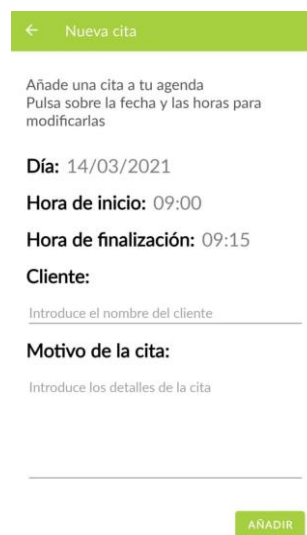 Nueva cita
Añade una cita a tu agenda
Pulsa sobre la fecha y las horas para
modificarlas
Día: 14/03/2021
Hora de inicio: 09:00
Hora de finalización: 09:15
Cliente:
Introduce el nombre del cliente
Motivo de la cita:
Introduce los detalles de la cita
AÑADIR